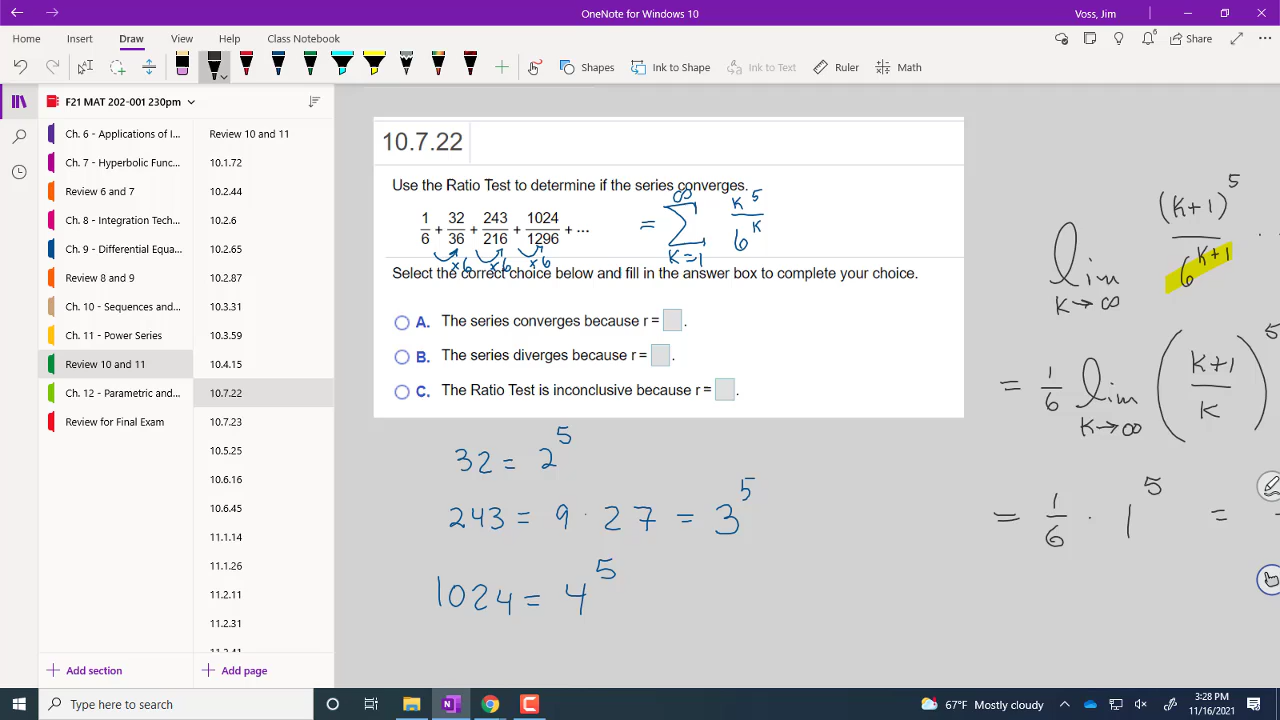 OneNote for Windows 10
Voss, Jim
Home Insert Draw View Help Class Notebook
Share
Shapes Ink to Shape Ink to Text Ruler Math
F21 MAT 202-001 230pm
Ch. 6 - Applications of I...
Ch. 7 - Hyperbolic Func...
Review 6 and 7
Ch. 8 - Integration Tech...
Ch. 9 - Differential Equa...
Review 8 and 9
Ch. 10 - Sequences and...
Ch. 11 - Power Series
Review 10 and 11
Ch. 12 - Parametric and...
Review for Final Exam
Add section
Review 10 and 11
10.1.72
10.2.44
10.2.65
10.2.87
10.3.31
10.3.59
10.4.15
10.7.22
10.7.23
10.5.25
10.6.16
10.6.45
11.1.14
11.1.26
11.2.11
11.2.31
Add page
10.7.22
Use the Ratio Test to determine if the series converges.
1/6 + 32/36 + 243/216 + 1024/1296 + ... = ∑ k=1 ∞ k^5/6^k
×6 ×6 ×6
Select the correct choice below and fill in the answer box to complete your choice.
A. The series converges because r = .
B. The series diverges because r = .
C. The Ratio Test is inconclusive because r = .
32 = 2^5
243 = 9 · 27 = 3^5
1024 = 4^5
lim k→∞ (k+1)^5/6^(k+1) ·
= 1/6 lim k→∞ (k+1/k)^5
= 1/6 · 1^5 =
Type here to search
67°F Mostly cloudy
3:28 PM
11/16/2021